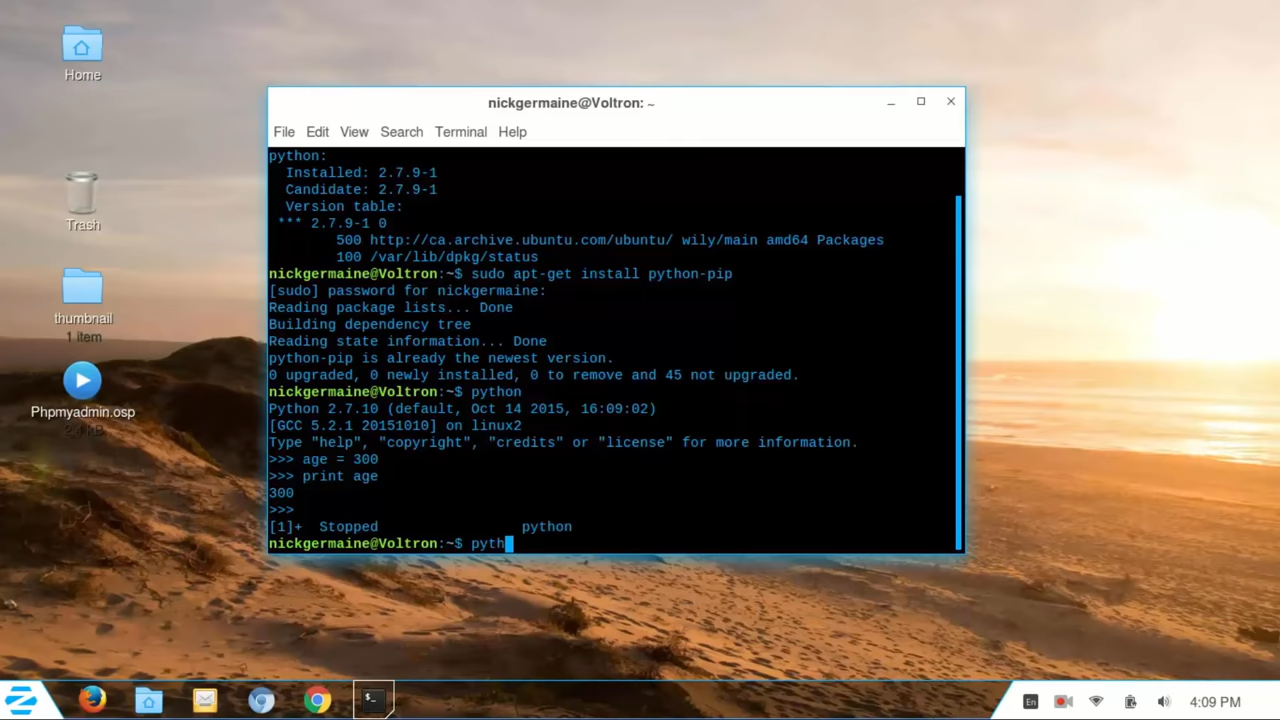 Home
Trash
thumbnail
1 item
Phpmyadmin.osp
2.4 kB
nickgermaine@Voltron: ~
File Edit View Search Terminal Help
python:
  Installed: 2.7.9-1
  Candidate: 2.7.9-1
  Version table:
 *** 2.7.9-1 0
        500 http://ca.archive.ubuntu.com/ubuntu/ wily/main amd64 Packages
        100 /var/lib/dpkg/status
nickgermaine@Voltron:~$ sudo apt-get install python-pip
[sudo] password for nickgermaine:
Reading package lists... Done
Building dependency tree
Reading state information... Done
python-pip is already the newest version.
0 upgraded, 0 newly installed, 0 to remove and 45 not upgraded.
nickgermaine@Voltron:~$ python
Python 2.7.10 (default, Oct 14 2015, 16:09:02)
[GCC 5.2.1 20151010] on linux2
Type "help", "copyright", "credits" or "license" for more information.
>>> age = 300
>>> print age
300
>>>
[1]+  Stopped                 python
nickgermaine@Voltron:~$ pyth
$_
En
4:09 PM